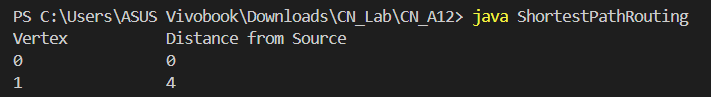 PS C:\Users\ASUS Vivobook\Downloads\CN_Lab\CN_A12> java ShortestPathRouting
Vertex Distance from Source
0 0
1 4